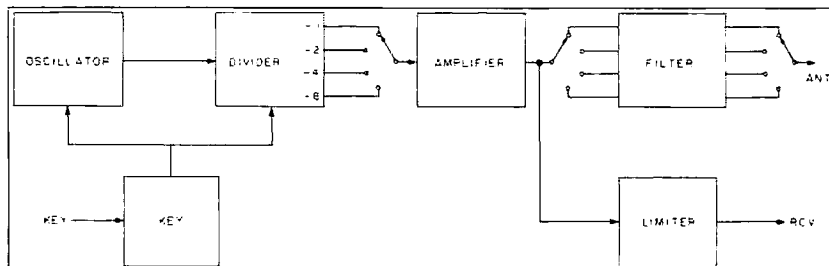 OSCILLATOR
DIVIDER
-1
-2
-4
-8
AMPLIFIER
FILTER
ANT
KEY
KEY
LIMITER
RCV